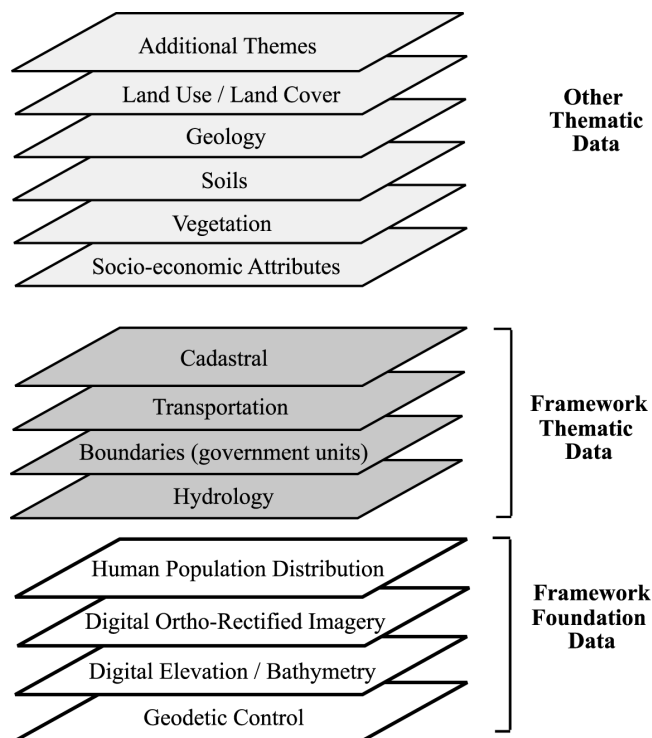 Additional Themes
Land Use / Land Cover
Geology
Soils
Vegetation
Socio-economic Attributes
Other
Thematic
Data
Cadastral
Transportation
Boundaries (government units)
Hydrology
Framework
Thematic
Data
Human Population Distribution
Digital Ortho-Rectified Imagery
Digital Elevation / Bathymetry
Geodetic Control
Framework
Foundation
Data